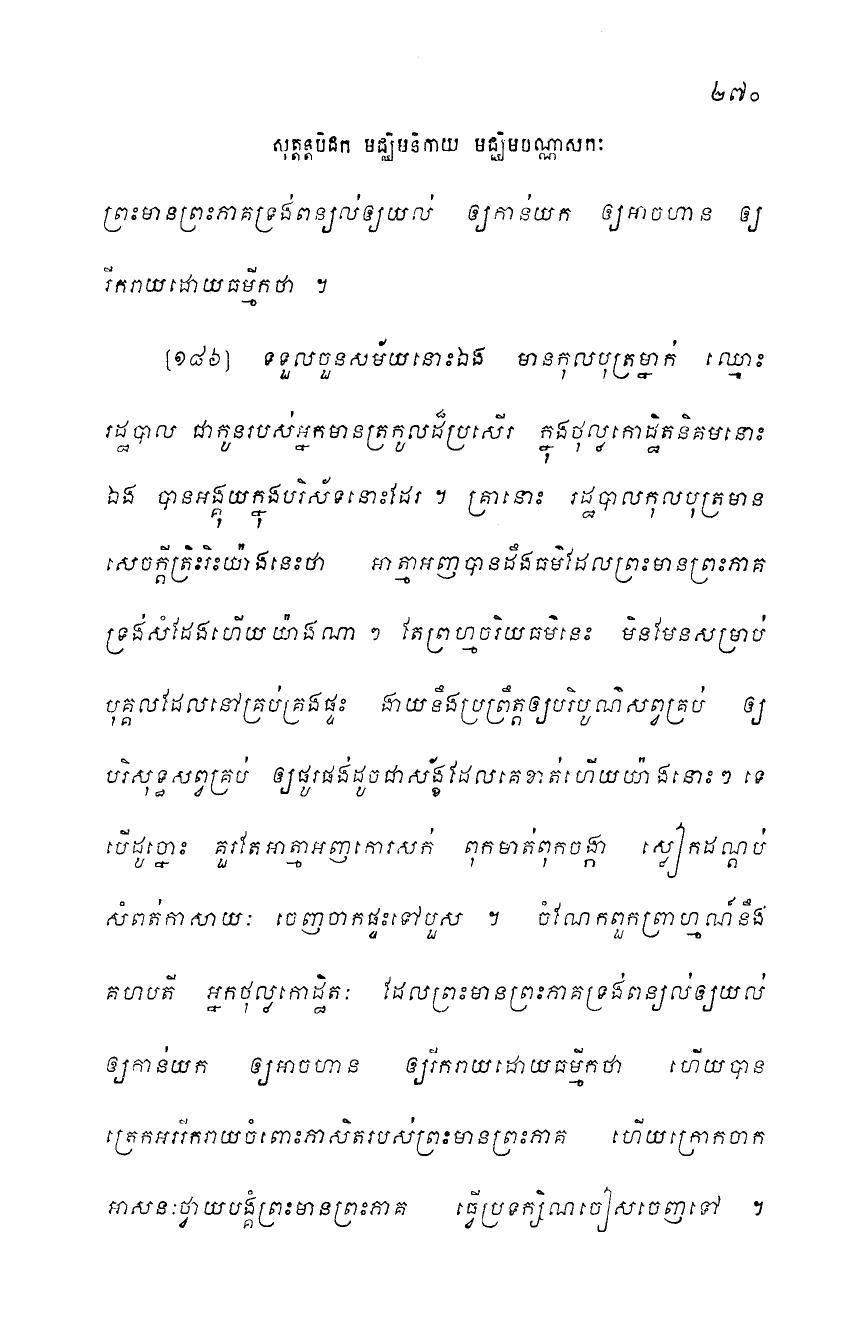 ២៧០
សុត្តន្តបិដក មជ្ឈិមនិកាយ មជ្ឈិមបណ្ណាសកៈ
ព្រះមានព្រះភាគទ្រង់ពន្យល់ឲ្យយល់ ឲ្យកាន់យក ឲ្យអាចហាន ឲ្យ
រីករាយដោយធម្មីកថា ។
[១៨៦] ទទួលចួនសម័យនោះឯង មានកុលបុត្រម្នាក់ ឈ្មោះ
រដ្ឋបាល ជាកូនរបស់អ្នកមានត្រកូលដ៏ប្រសើរ ក្នុងថុល្លកោដ្ឋិតនិគមនោះ
ឯង បានអង្គុយក្នុងបរិស័ទនោះដែរ ។ គ្រានោះ រដ្ឋបាលកុលបុត្រមាន
សេចក្តីត្រិះរិះយ៉ាងនេះថា អាត្មាអញបានដឹងធម៌ដែលព្រះមានព្រះភាគ
ទ្រង់សំដែងហើយយ៉ាងណា ៗ តែព្រហ្មចរិយធម៌នេះ មិនមែនសម្រាប់
បុគ្គលដែលនៅគ្រប់គ្រងផ្ទះ ងាយនឹងប្រព្រឹត្តឲ្យបរិបូណ៌សព្វគ្រប់ ឲ្យ
បរិសុទ្ធសព្វគ្រប់ ឲ្យផូរផង់ដូចជាស័ង្ខដែលគេខាត់ហើយយ៉ាងនោះៗ ទេ
បើដូច្នោះ គួរតែអាត្មាអញកោរសក់ ពុកមាត់ពុកចង្កា ស្លៀកដណ្តប់
សំពត់កាសាយៈ ចេញចាកផ្ទះទៅបួស ។ ចំណែកពួកព្រាហ្មណ៍នឹង
គហបតី អ្នកថុល្លកោដ្ឋិតៈ ដែលព្រះមានព្រះភាគទ្រង់ពន្យល់ឲ្យយល់
ឲ្យកាន់យក ឲ្យអាចហាន ឲ្យរីករាយដោយធម្មីកថា ហើយបាន
ត្រេកអររីករាយចំពោះភាសិតរបស់ព្រះមានព្រះភាគ ហើយក្រោកចាក
អាសនៈថ្វាយបង្គំព្រះមានព្រះភាគ ធ្វើប្រទក្សិណចៀសចេញទៅ ។